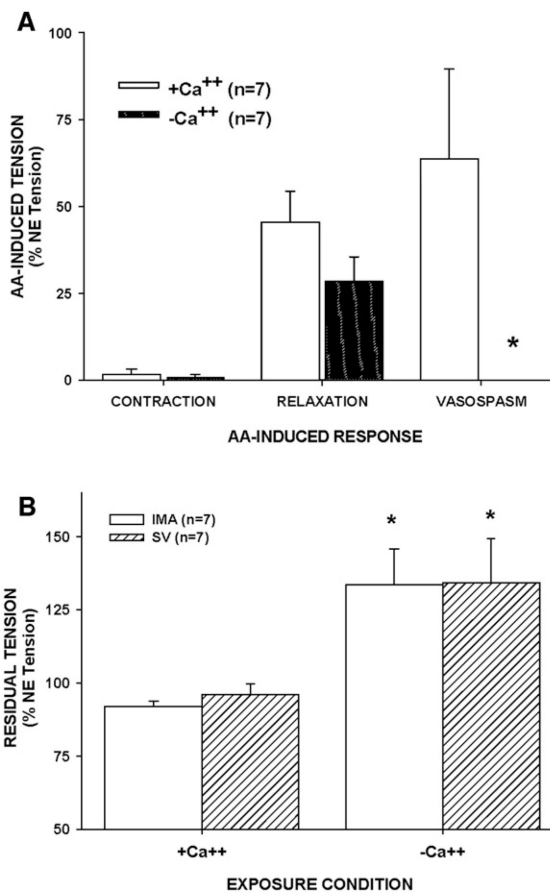 A
100
75
50
25
0
AA-INDUCED TENSION
(% NE Tension)
+Ca++ (n=7)
-Ca++ (n=7)
*
CONTRACTION
RELAXATION
VASOSPASM
AA-INDUCED RESPONSE
B
150
125
100
75
50
RESIDUAL TENSION
(% NE Tension)
IMA (n=7)
SV (n=7)
*
*
+Ca++
-Ca++
EXPOSURE CONDITION